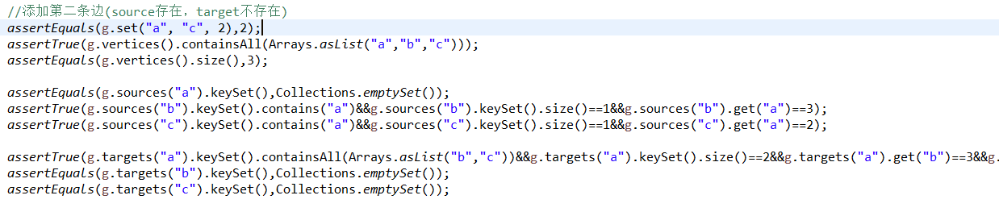 //添加第二条边(source存在，target不存在)
assertEquals(g.set("a", "c", 2),2);
assertTrue(g.vertices().containsAll(Arrays.asList("a","b","c")));
assertEquals(g.vertices().size(),3);
assertEquals(g.sources("a").keySet(),Collections.emptySet());
assertTrue(g.sources("b").keySet().contains("a")&&g.sources("b").keySet().size()==1&&g.sources("b").get("a")==3);
assertTrue(g.sources("c").keySet().contains("a")&&g.sources("c").keySet().size()==1&&g.sources("c").get("a")==2);
assertTrue(g.targets("a").keySet().containsAll(Arrays.asList("b","c"))&&g.targets("a").keySet().size()==2&&g.targets("a").get("b")==3&&g.
assertEquals(g.targets("b").keySet(),Collections.emptySet());
assertEquals(g.targets("c").keySet(),Collections.emptySet());